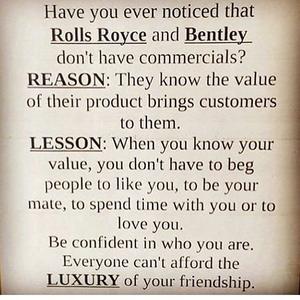 Have you ever noticed that
Rolls Royce and Bentley
don't have commercials?
REASON: They know the value
of their product brings customers
to them.
LESSON: When you know your
value, you don't have to beg
people to like you, to be your
mate, to spend time with you or to
love you.
Be confident in who you are.
Everyone can't afford the
LUXURY of your friendship.